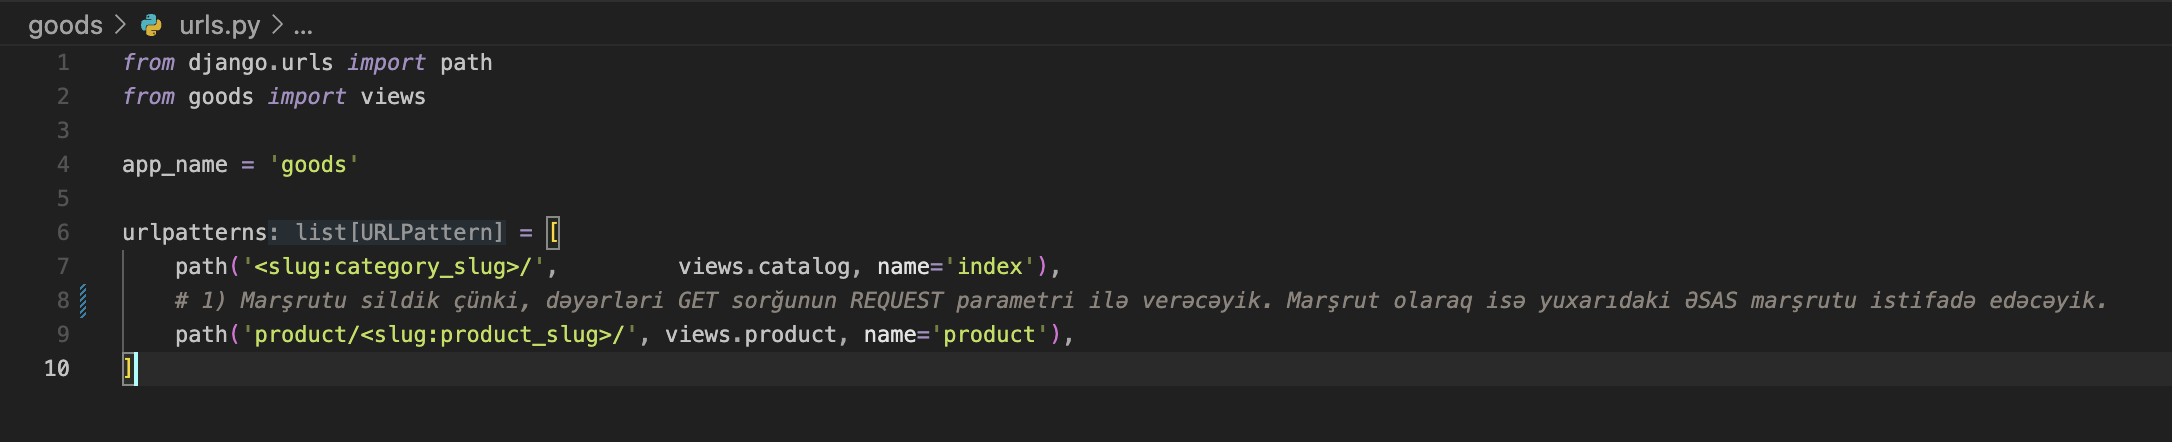 goods > urls.py > ...
1 from django.urls import path
2 from goods import views
3
4 app_name = 'goods'
5
6 urlpatterns: list[URLPattern] = [
7     path('<slug:category_slug>/',         views.catalog, name='index'),
8     # 1) Marşrutu sildik çünki, dəyərləri GET sorğunun REQUEST parametri ilə verəcəyik. Marşrut olaraq isə yuxarıdaki ƏSAS marşrutu istifadə edəcəyik.
9     path('product/<slug:product_slug>/', views.product, name='product'),
10 ]